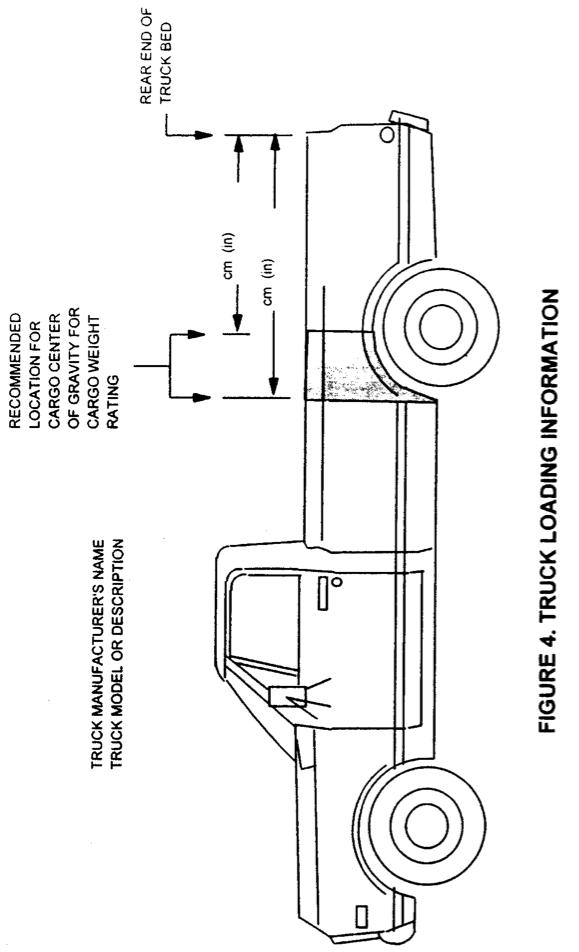 REAR END OF
TRUCK BED
RECOMMENDED
LOCATION FOR
CARGO CENTER
OF GRAVITY FOR
CARGO WEIGHT
RATING
cm (in)
cm (in)
TRUCK MANUFACTURER'S NAME
TRUCK MODEL OR DESCRIPTION
FIGURE 4. TRUCK LOADING INFORMATION